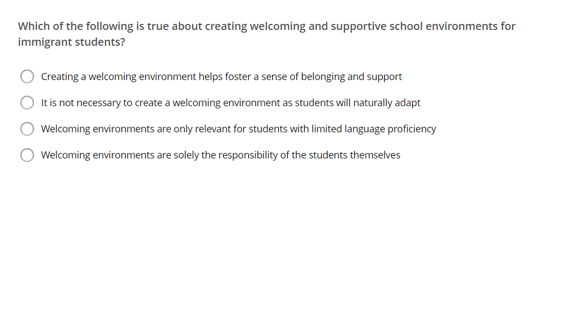 Which of the following is true about creating welcoming and supportive school environments for
immigrant students?
Creating a welcoming environment helps foster a sense of belonging and support
It is not necessary to create a welcoming environment as students will naturally adapt
Welcoming environments are only relevant for students with limited language proficiency
Welcoming environments are solely the responsibility of the students themselves